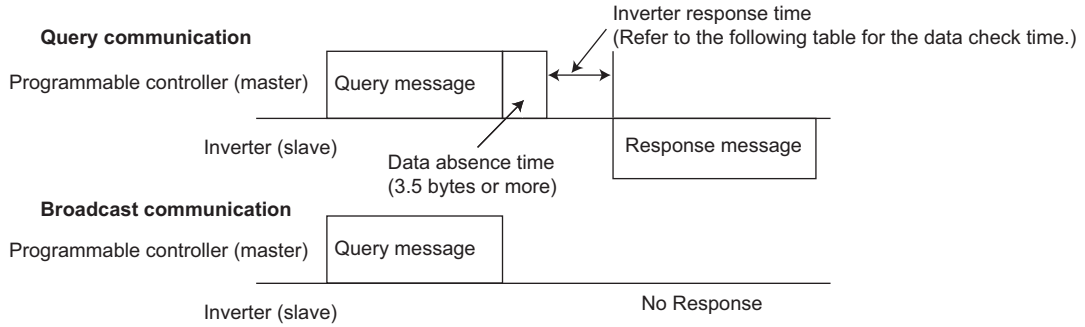 Inverter response time
(Refer to the following table for the data check time.)
Query communication
Programmable controller (master)
Query message
Inverter (slave)
Data absence time
(3.5 bytes or more)
Response message
Broadcast communication
Programmable controller (master)
Query message
Inverter (slave)
No Response